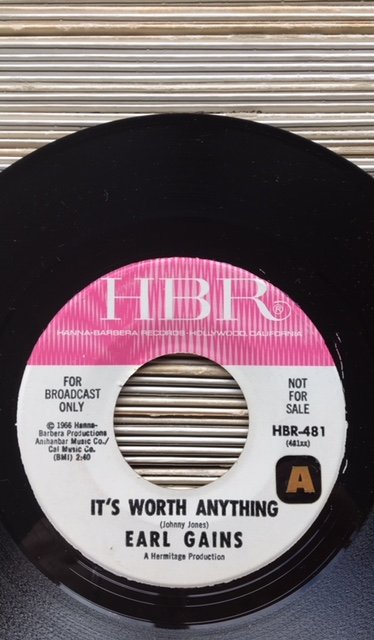 HBR®
HANNA-BARBERA RECORDS • HOLLYWOOD, CALIFORNIA
FOR
BROADCAST
ONLY
NOT
FOR
SALE
© 1966 Hanna-
Barbera Productions
Anihanbar Music Co./
Cal Music Co.
(BMI) 2:40
HBR-481
(481xx)
A
IT'S WORTH ANYTHING
(Johnny Jones)
EARL GAINS
A Hermitage Production